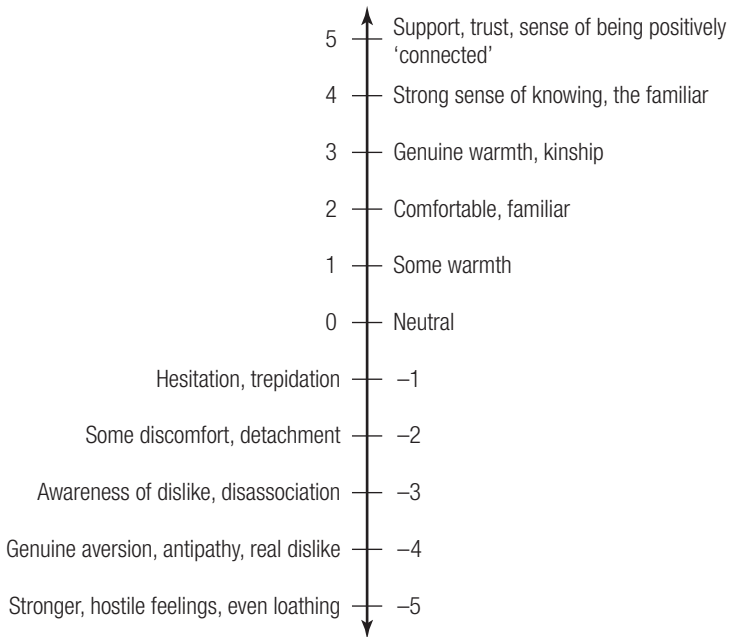 5 Support, trust, sense of being positively
‘connected’
4 Strong sense of knowing, the familiar
3 Genuine warmth, kinship
2 Comfortable, familiar
1 Some warmth
0 Neutral
Hesitation, trepidation –1
Some discomfort, detachment –2
Awareness of dislike, disassociation –3
Genuine aversion, antipathy, real dislike –4
Stronger, hostile feelings, even loathing –5